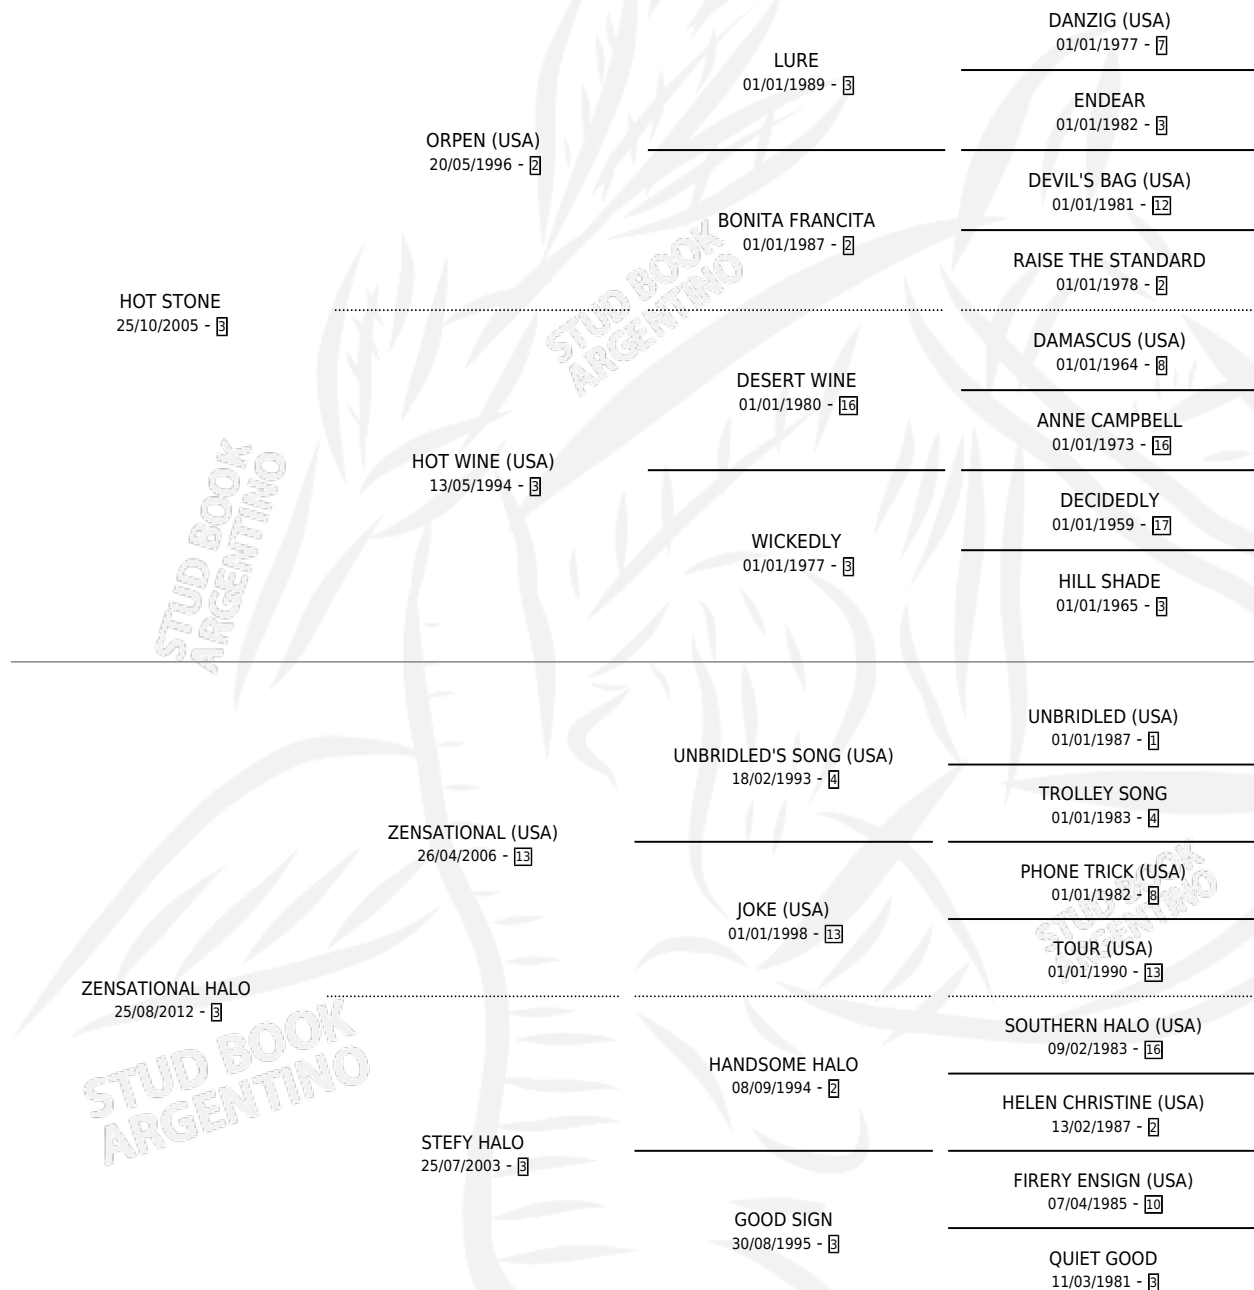 DANZIG (USA)
01/01/1977 - 7
LURE
01/01/1989 - 3
ENDEAR
01/01/1982 - 3
ORPEN (USA)
20/05/1996 - 2
DEVIL'S BAG (USA)
01/01/1981 - 12
BONITA FRANCITA
01/01/1987 - 2
RAISE THE STANDARD
01/01/1978 - 2
HOT STONE
25/10/2005 - 3
STUD BOOK
ARGENTINO
DAMASCUS (USA)
01/01/1964 - 8
DESERT WINE
01/01/1980 - 16
ANNE CAMPBELL
01/01/1973 - 16
HOT WINE (USA)
13/05/1994 - 3
DECIDEDLY
01/01/1959 - 17
WICKEDLY
01/01/1977 - 3
HILL SHADE
01/01/1965 - 3
STUD BOOK
ARGENTINO
UNBRIDLED (USA)
01/01/1987 - 1
UNBRIDLED'S SONG (USA)
18/02/1993 - 4
TROLLEY SONG
01/01/1983 - 4
ZENSATIONAL (USA)
26/04/2006 - 13
PHONE TRICK (USA)
01/01/1982 - 8
JOKE (USA)
01/01/1998 - 13
STUD BOOK
ARGENTINO
TOUR (USA)
01/01/1990 - 13
ZENSATIONAL HALO
25/08/2012 - 3
SOUTHERN HALO (USA)
09/02/1983 - 16
HANDSOME HALO
08/09/1994 - 2
STUD BOOK
ARGENTINO
HELEN CHRISTINE (USA)
13/02/1987 - 2
STEFY HALO
25/07/2003 - 3
FIRERY ENSIGN (USA)
07/04/1985 - 10
GOOD SIGN
30/08/1995 - 3
QUIET GOOD
11/03/1981 - 3